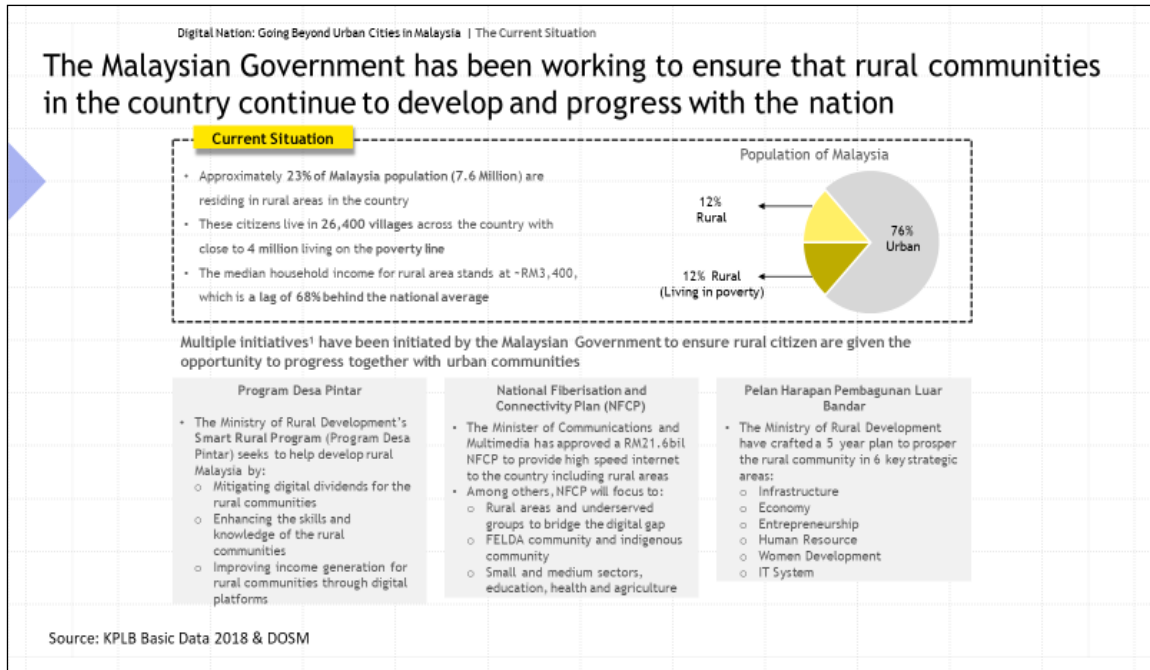 Digital Nation: Going Beyond Urban Cities in Malaysia | The Current Situation
The Malaysian Government has been working to ensure that rural communities
in the country continue to develop and progress with the nation
Current Situation
• Approximately 23% of Malaysia population (7.6 Million) are
residing in rural areas in the country
• These citizens live in 26,400 villages across the country with
close to 4 million living on the poverty line
• The median household income for rural area stands at ~RM3,400,
which is a lag of 68% behind the national average
Population of Malaysia
12%
Rural
76%
Urban
12% Rural
(Living in poverty)
Multiple initiatives¹ have been initiated by the Malaysian Government to ensure rural citizen are given the
opportunity to progress together with urban communities
Program Desa Pintar
• The Ministry of Rural Development's
Smart Rural Program (Program Desa
Pintar) seeks to help develop rural
Malaysia by:
o Mitigating digital dividends for the
rural communities
o Enhancing the skills and
knowledge of the rural
communities
o Improving income generation for
rural communities through digital
platforms
National Fiberisation and
Connectivity Plan (NFCP)
• The Minister of Communications and
Multimedia has approved a RM21.6bil
NFCP to provide high speed internet
to the country including rural areas
• Among others, NFCP will focus to:
o Rural areas and underserved
groups to bridge the digital gap
o FELDA community and indigenous
community
o Small and medium sectors,
education, health and agriculture
Pelan Harapan Pembagunan Luar
Bandar
• The Ministry of Rural Development
have crafted a 5 year plan to prosper
the rural community in 6 key strategic
areas:
o Infrastructure
o Economy
o Entrepreneurship
o Human Resource
o Women Development
o IT System
Source: KPLB Basic Data 2018 & DOSM